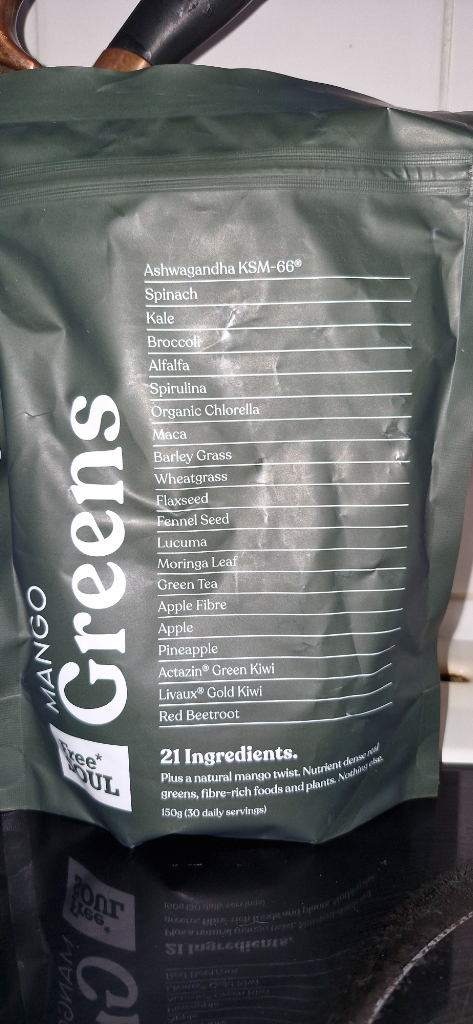 Ashwagandha KSM-66®
Spinach
Kale
Broccoli
Alfalfa
Spirulina
Organic Chlorella
Maca
Barley Grass
Wheatgrass
Flaxseed
Fennel Seed
Lucuma
Moringa Leaf
Green Tea
Apple Fibre
Apple
Pineapple
Actazin® Green Kiwi
Livaux® Gold Kiwi
Red Beetroot
MANGO
Greens
Free*
SOUL
21 Ingredients.
Plus a natural mango twist. Nutrient dense real
greens, fibre-rich foods and plants. Nothing else.
150g (30 daily servings)